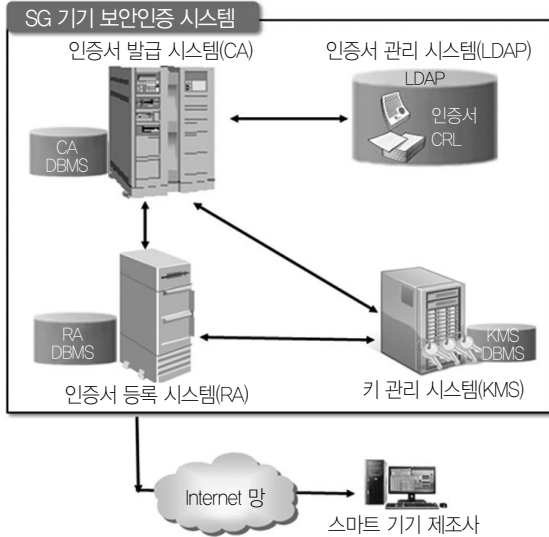 SG 기기 보안인증 시스템
인증서 발급 시스템(CA)
인증서 관리 시스템(LDAP)
LDAP
인증서
CRL
CA
DBMS
RA
DBMS
KMS
DBMS
인증서 등록 시스템(RA)
키 관리 시스템(KMS)
Internet 망
스마트 기기 제조사